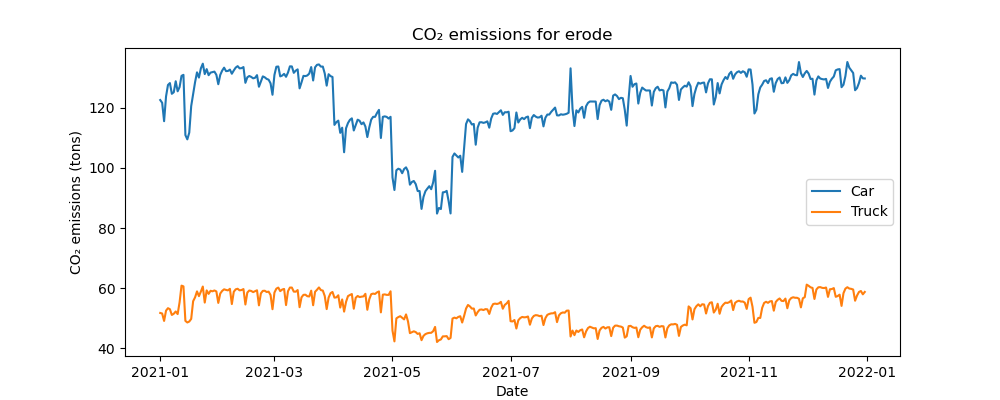 CO₂ emissions for erode
CO₂ emissions (tons)
120
100
80
60
40
Car
Truck
2021-01
2021-03
2021-05
2021-07
2021-09
2021-11
2022-01
Date